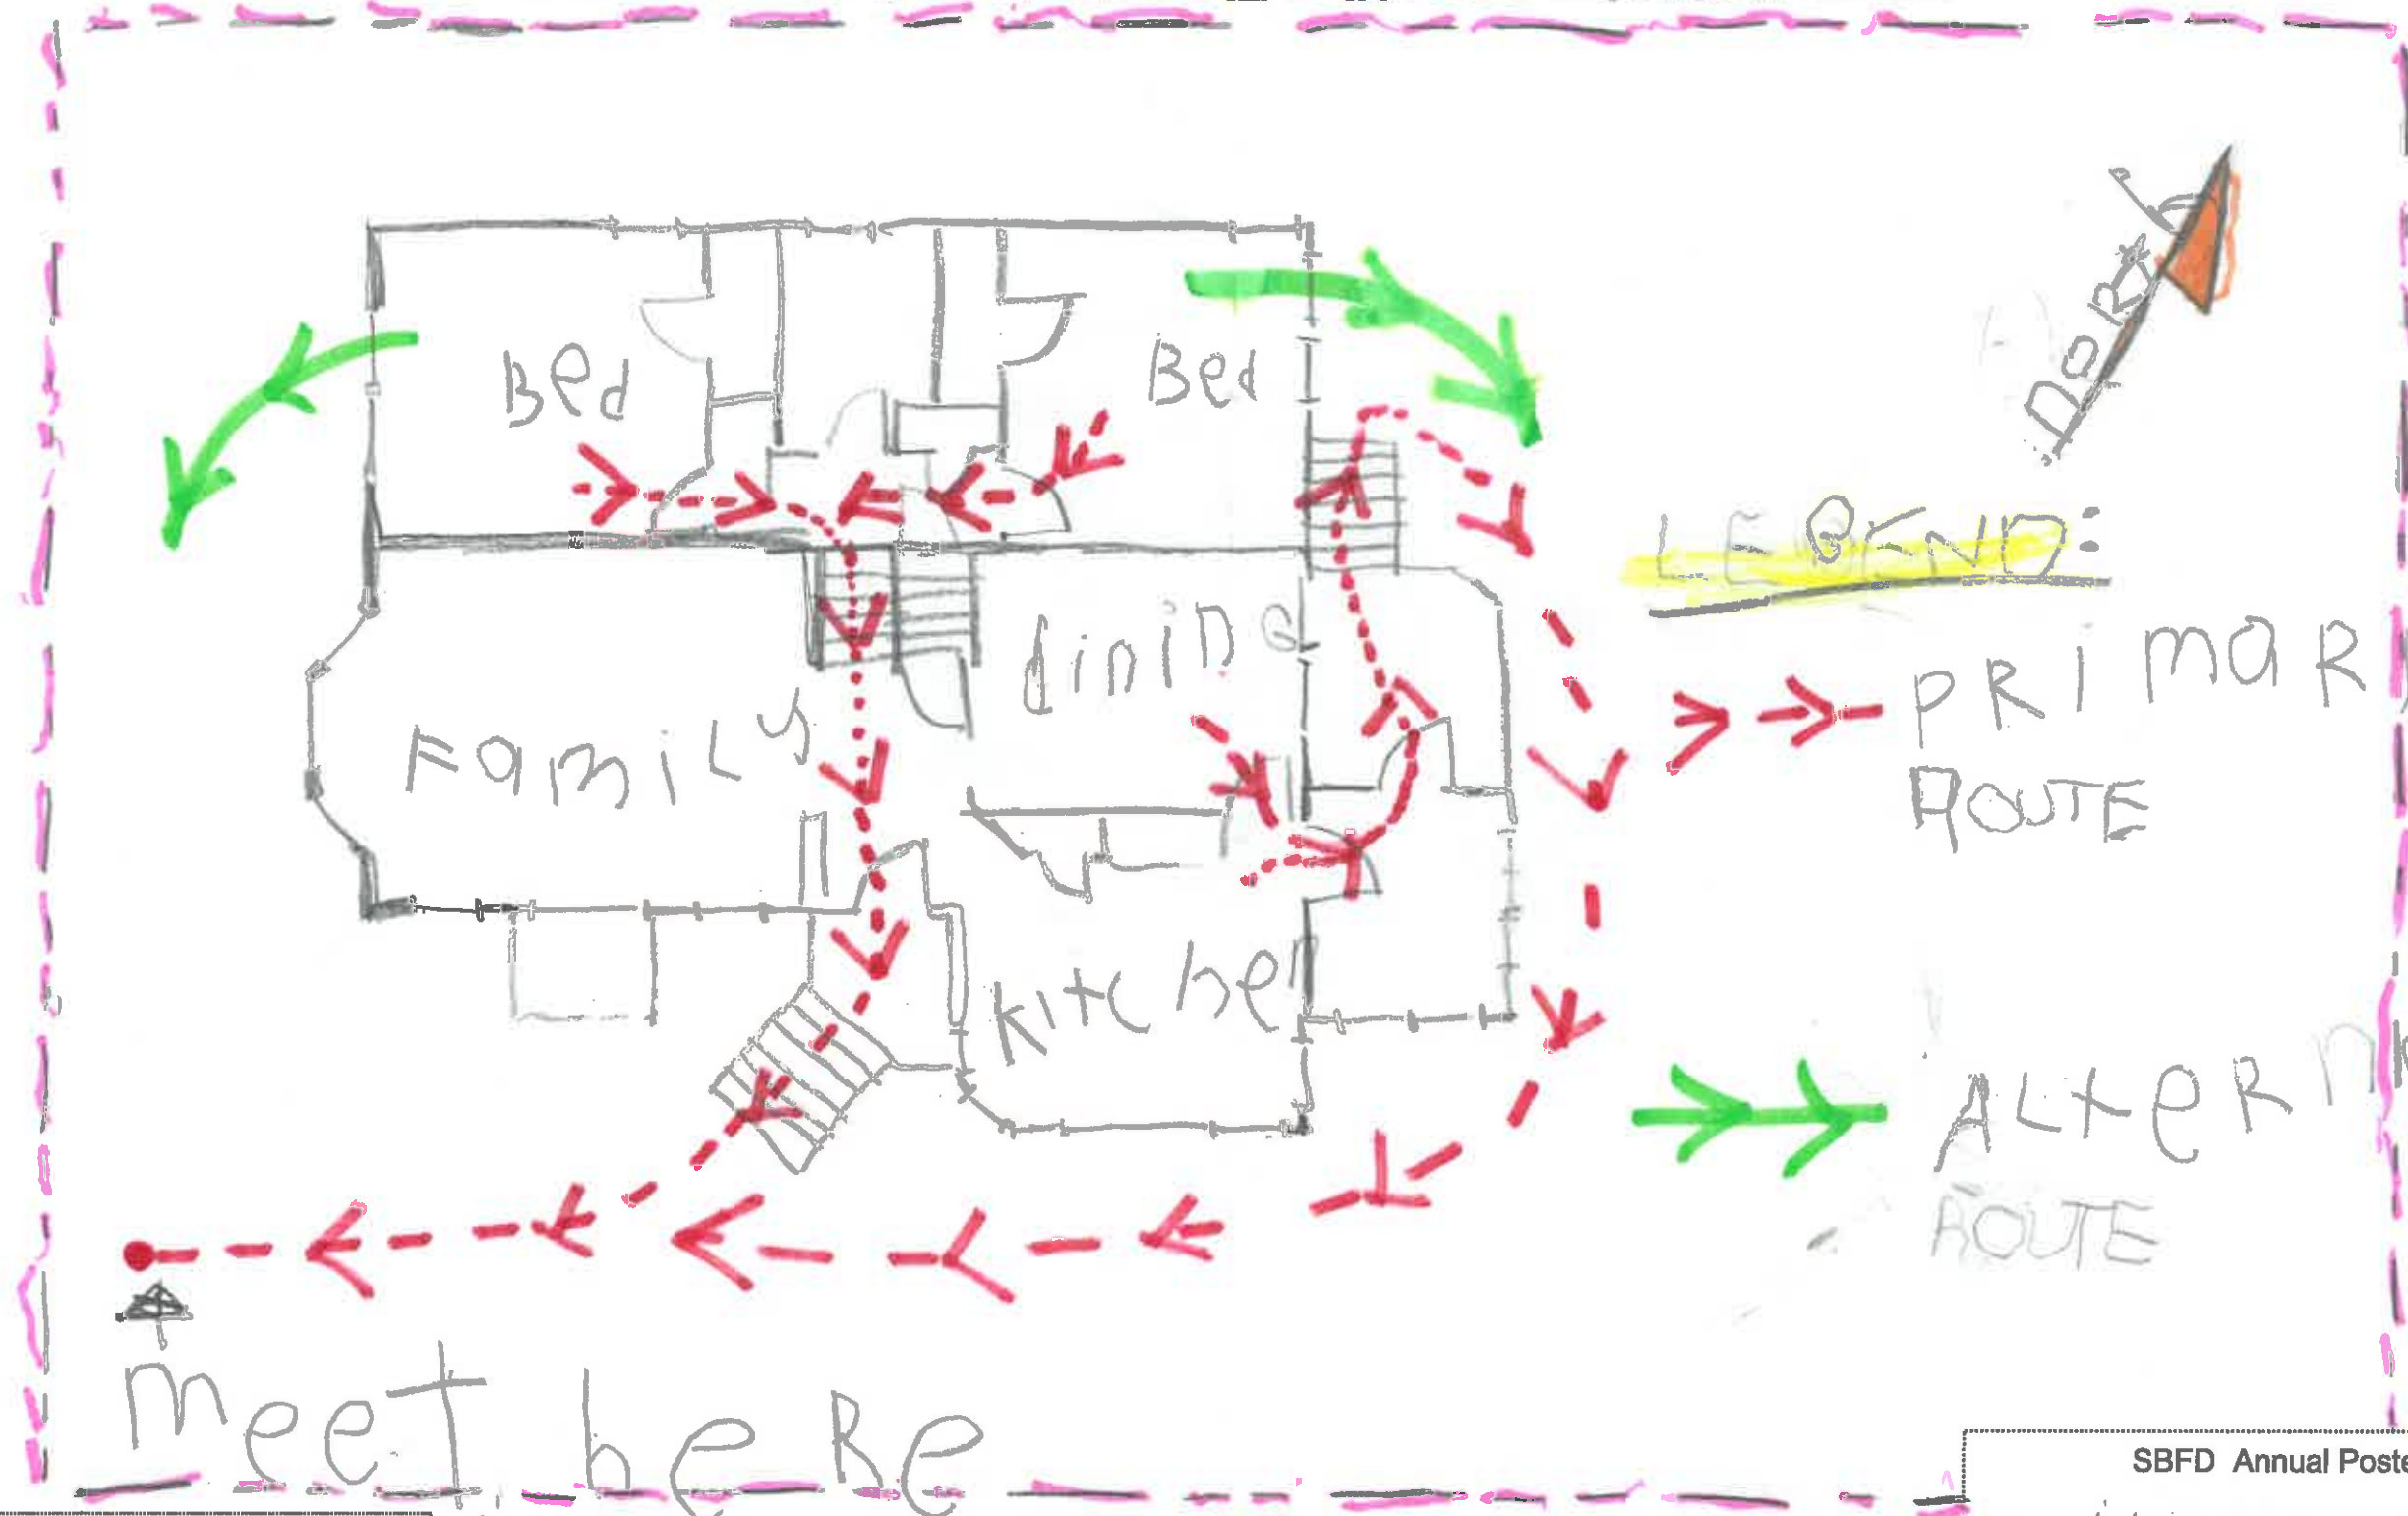 Bed
Bed
NORth
LEGEND:
dining
FAmiLy
PRimaR
ROUTE
kitchen
ALteRn
ROUTE
meet heRe
SBFD Annual Poste